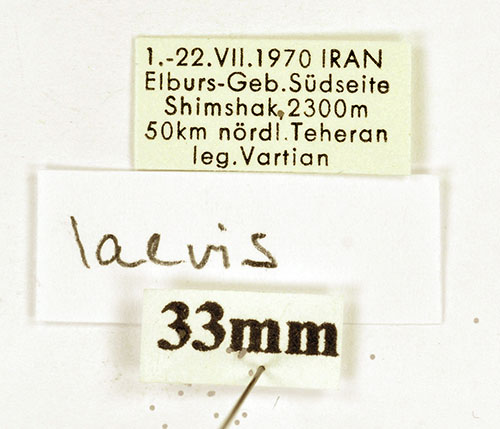 1.-22.VII.1970 IRAN
Elburs-Geb.Südseite
Shimshak,2300m
50km nördl.Teheran
leg.Vartian
laevis
33mm